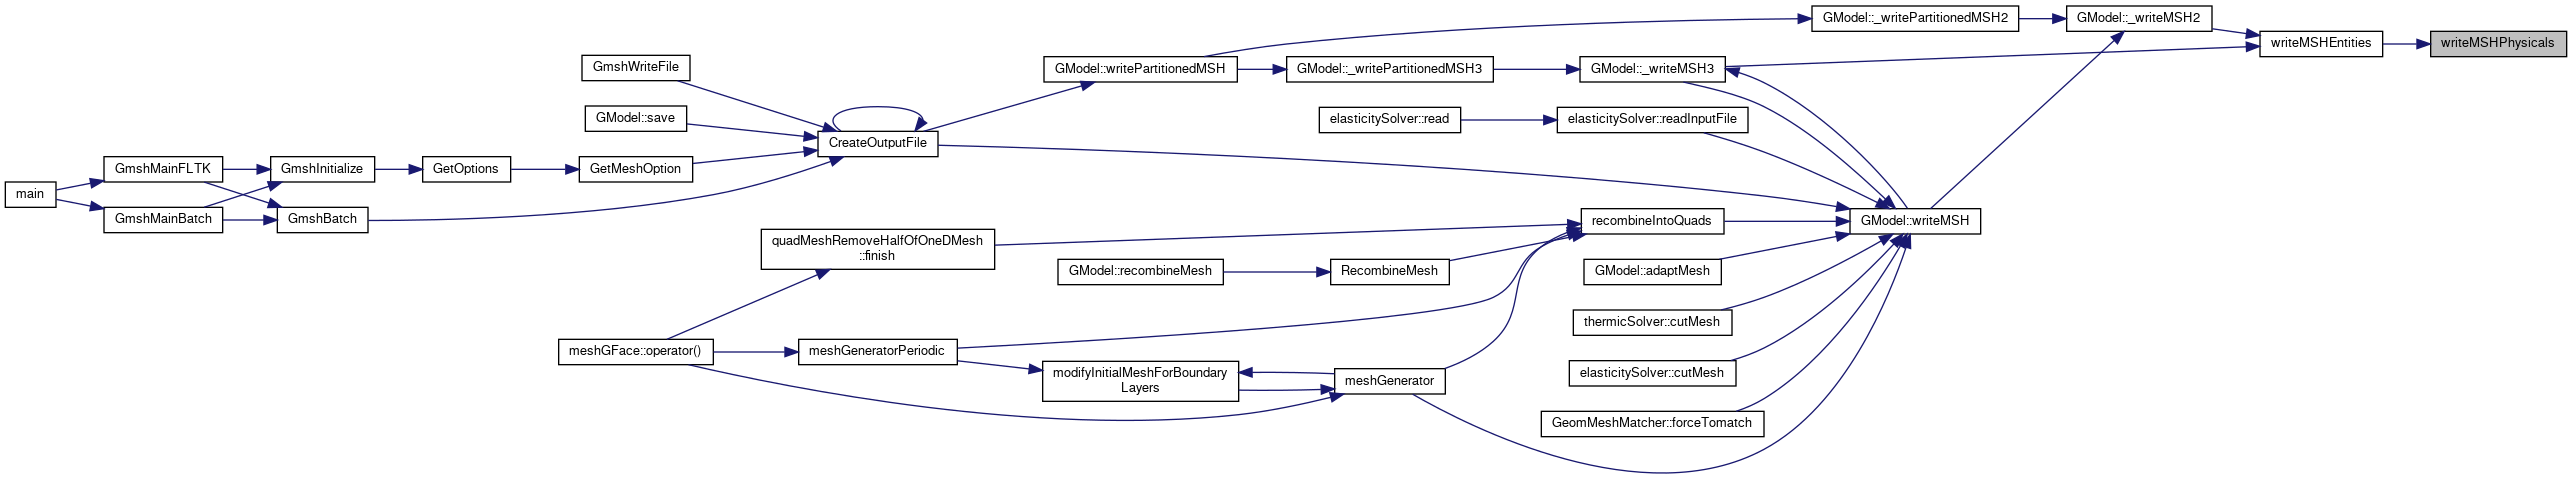 GModel::_writePartitionedMSH2
GModel::_writeMSH2
writeMSHEntities
writeMSHPhysicals
GmshWriteFile
GModel::writePartitionedMSH
GModel::_writePartitionedMSH3
GModel::_writeMSH3
GModel::save
elasticitySolver::read
elasticitySolver::readInputFile
CreateOutputFile
GmshMainFLTK
GmshInitialize
GetOptions
GetMeshOption
main
GmshMainBatch
GmshBatch
recombineIntoQuads
GModel::writeMSH
quadMeshRemoveHalfOfOneDMesh
::finish
GModel::recombineMesh
RecombineMesh
GModel::adaptMesh
thermicSolver::cutMesh
meshGFace::operator()
meshGeneratorPeriodic
modifyInitialMeshForBoundary
Layers
meshGenerator
elasticitySolver::cutMesh
GeomMeshMatcher::forceTomatch